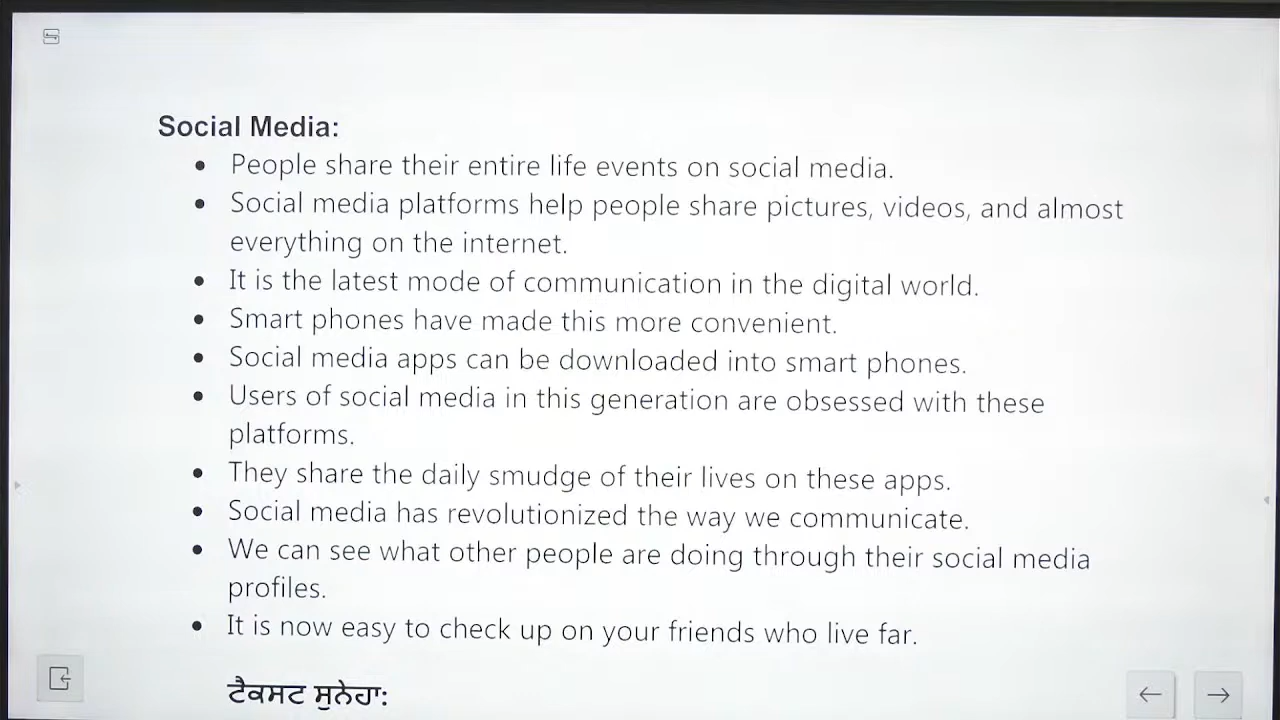 Social Media:
• People share their entire life events on social media.
• Social media platforms help people share pictures, videos, and almost
everything on the internet.
• It is the latest mode of communication in the digital world.
• Smart phones have made this more convenient.
• Social media apps can be downloaded into smart phones.
• Users of social media in this generation are obsessed with these
platforms.
• They share the daily smudge of their lives on these apps.
• Social media has revolutionized the way we communicate.
• We can see what other people are doing through their social media
profiles.
• It is now easy to check up on your friends who live far.
ਟੈਕਸਟ ਸੁਨੇਹਾ: